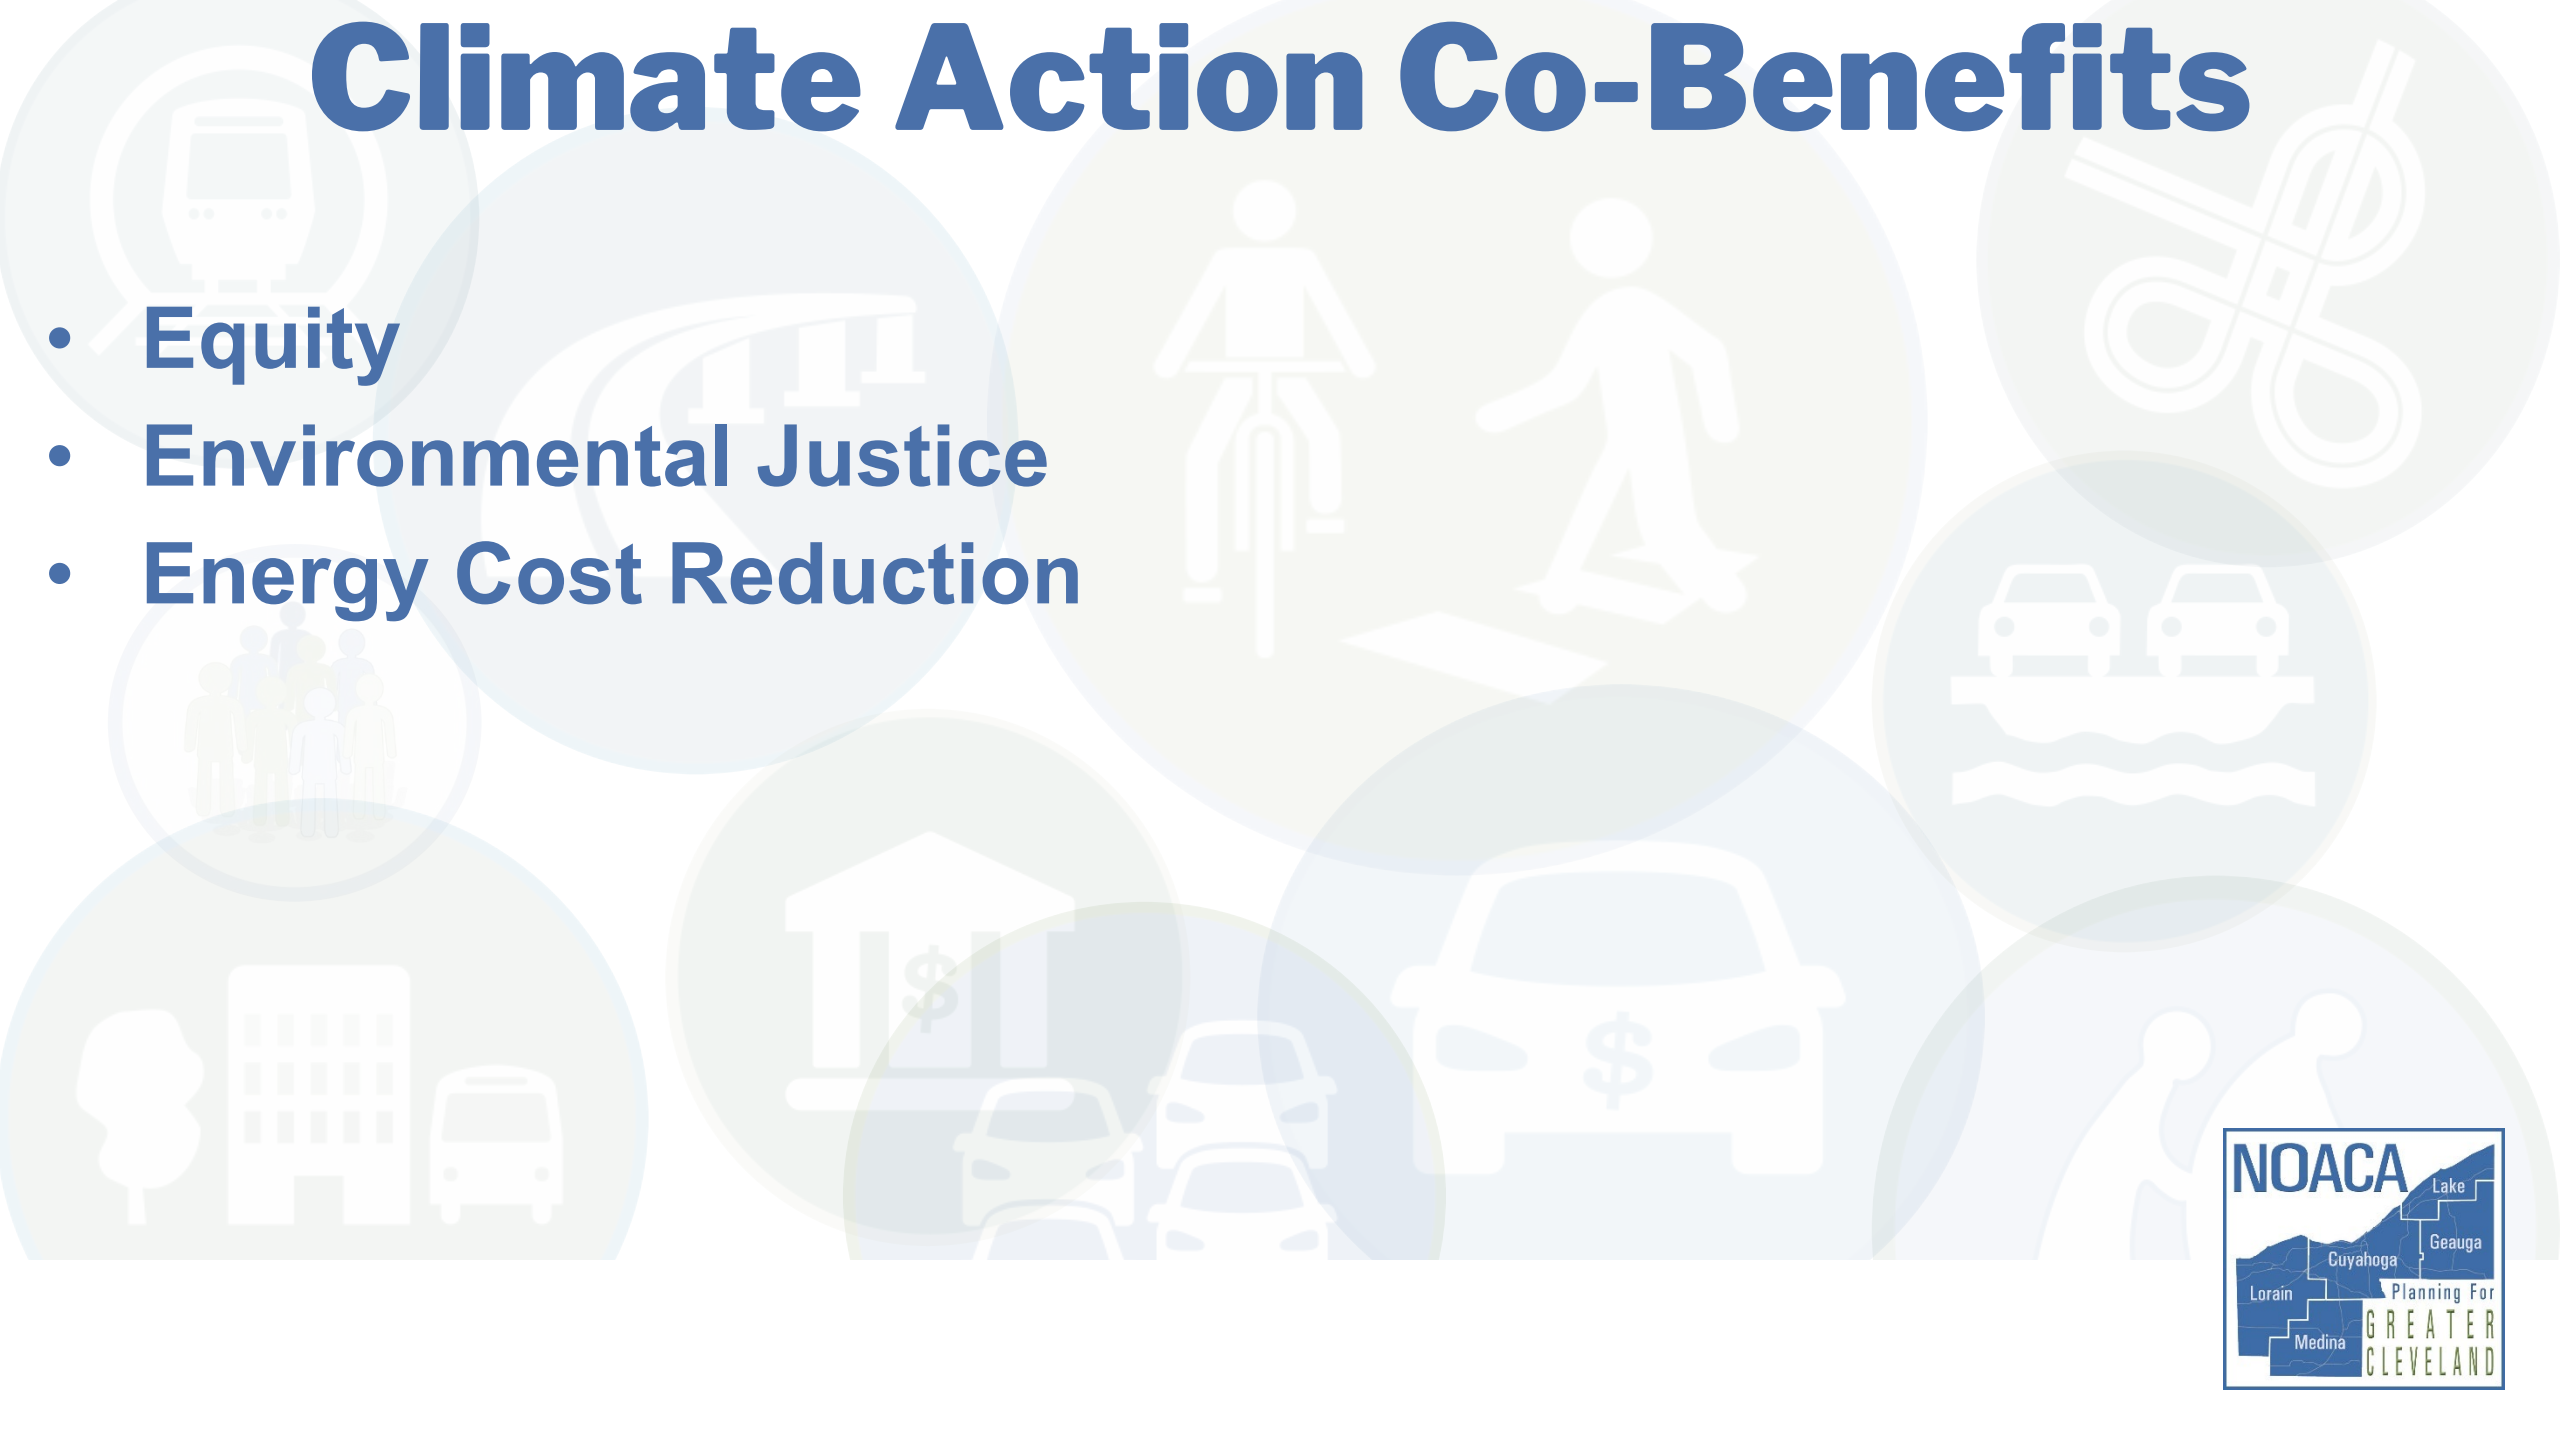 Climate Action Co-Benefits
• Equity
• Environmental Justice
• Energy Cost Reduction
$
$
NOACA
Lake
Geauga
Cuyahoga
Lorain
Medina
Planning For
GREATER
CLEVELAND